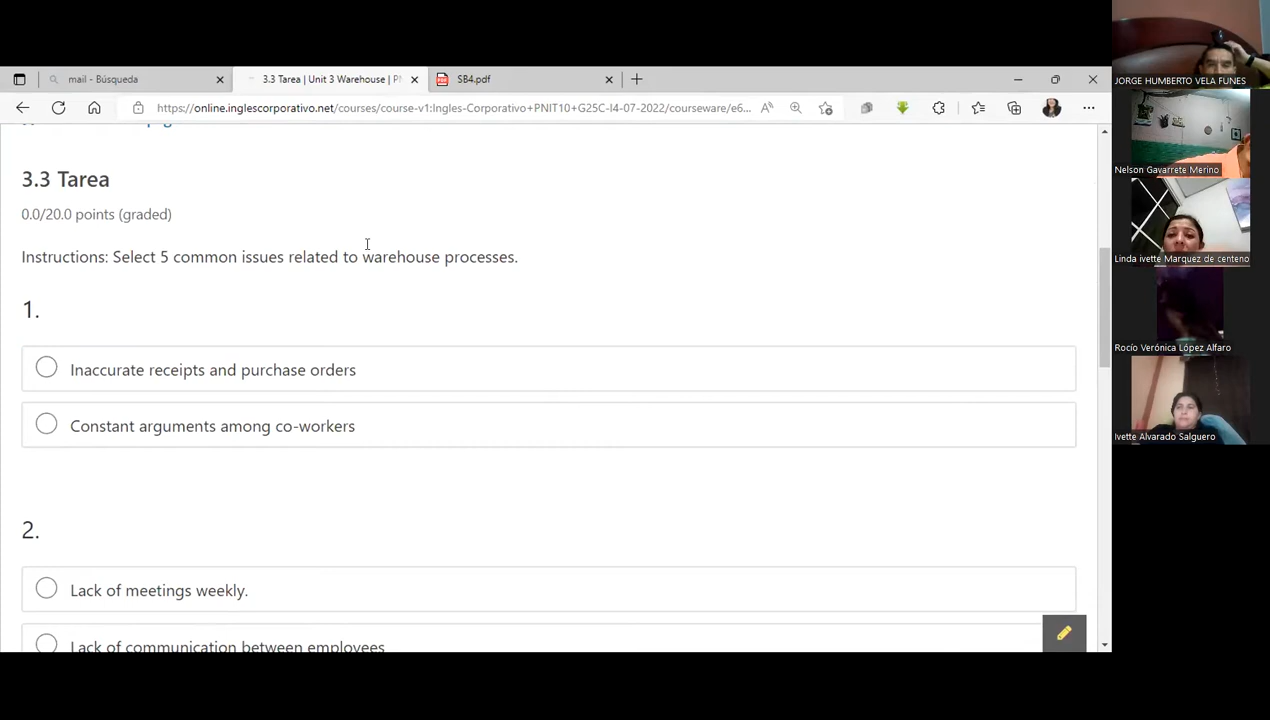 mail - Búsqueda
3.3 Tarea | Unit 3 Warehouse | PN
SB4.pdf
https://online.inglescorporativo.net/courses/course-v1:Ingles-Corporativo+PNIT10+G25C-I4-07-2022/courseware/e6...
3.3 Tarea
0.0/20.0 points (graded)
Instructions: Select 5 common issues related to warehouse processes.
1.
Inaccurate receipts and purchase orders
Constant arguments among co-workers
2.
Lack of meetings weekly.
Lack of communication between employees
JORGE HUMBERTO VELA FUNES
Nelson Gavarrete Merino
Linda ivette Marquez de centeno
Rocío Verónica López Alfaro
Ivette Alvarado Salguero